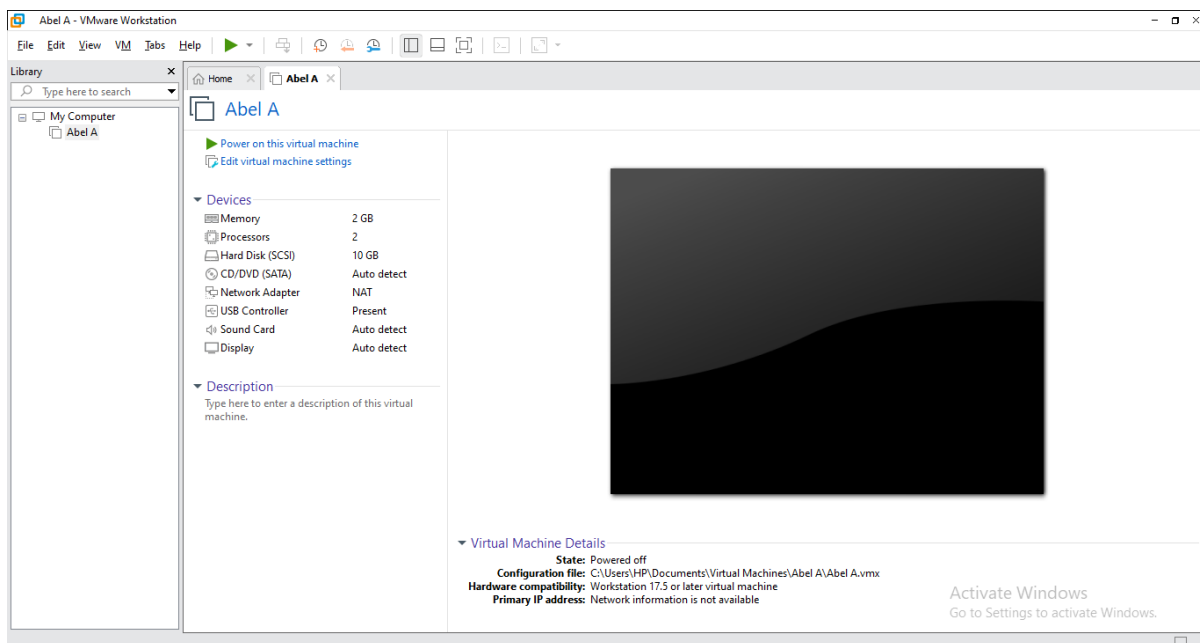 Abel A - VMware Workstation
File Edit View VM Tabs Help
Library
Type here to search
My Computer
Abel A
Home
Abel A
Abel A
Power on this virtual machine
Edit virtual machine settings
Devices
Memory 2 GB
Processors 2
Hard Disk (SCSI) 10 GB
CD/DVD (SATA) Auto detect
Network Adapter NAT
USB Controller Present
Sound Card Auto detect
Display Auto detect
Description
Type here to enter a description of this virtual
machine.
Virtual Machine Details
State: Powered off
Configuration file: C:\Users\HP\Documents\Virtual Machines\Abel A\Abel A.vmx
Hardware compatibility: Workstation 17.5 or later virtual machine
Primary IP address: Network information is not available
Activate Windows
Go to Settings to activate Windows.